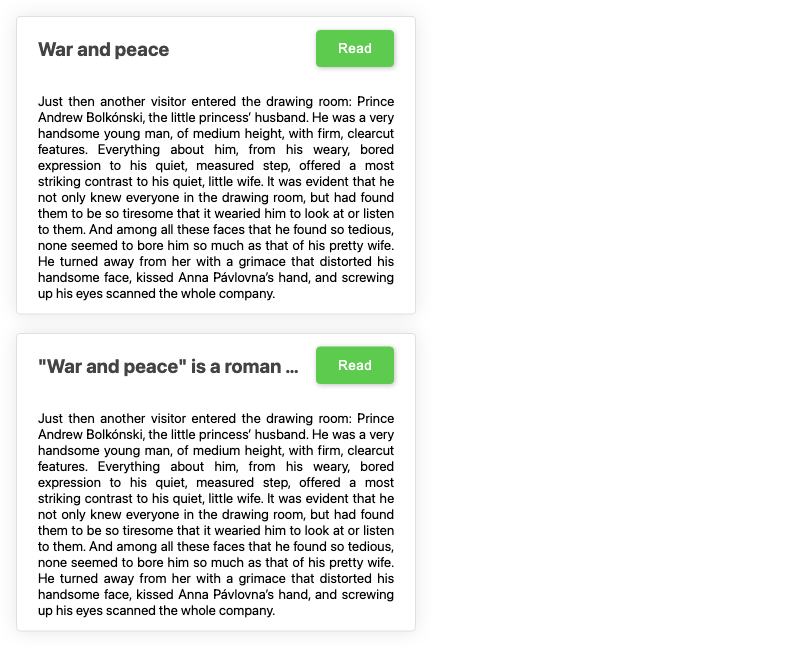 War and peace
Read
Just then another visitor entered the drawing room: Prince
Andrew Bolkónski, the little princess’ husband. He was a very
handsome young man, of medium height, with firm, clearcut
features. Everything about him, from his weary, bored
expression to his quiet, measured step, offered a most
striking contrast to his quiet, little wife. It was evident that he
not only knew everyone in the drawing room, but had found
them to be so tiresome that it wearied him to look at or listen
to them. And among all these faces that he found so tedious,
none seemed to bore him so much as that of his pretty wife.
He turned away from her with a grimace that distorted his
handsome face, kissed Anna Pávlovna’s hand, and screwing
up his eyes scanned the whole company.
"War and peace" is a roman ...
Read
Just then another visitor entered the drawing room: Prince
Andrew Bolkónski, the little princess’ husband. He was a very
handsome young man, of medium height, with firm, clearcut
features. Everything about him, from his weary, bored
expression to his quiet, measured step, offered a most
striking contrast to his quiet, little wife. It was evident that he
not only knew everyone in the drawing room, but had found
them to be so tiresome that it wearied him to look at or listen
to them. And among all these faces that he found so tedious,
none seemed to bore him so much as that of his pretty wife.
He turned away from her with a grimace that distorted his
handsome face, kissed Anna Pávlovna’s hand, and screwing
up his eyes scanned the whole company.